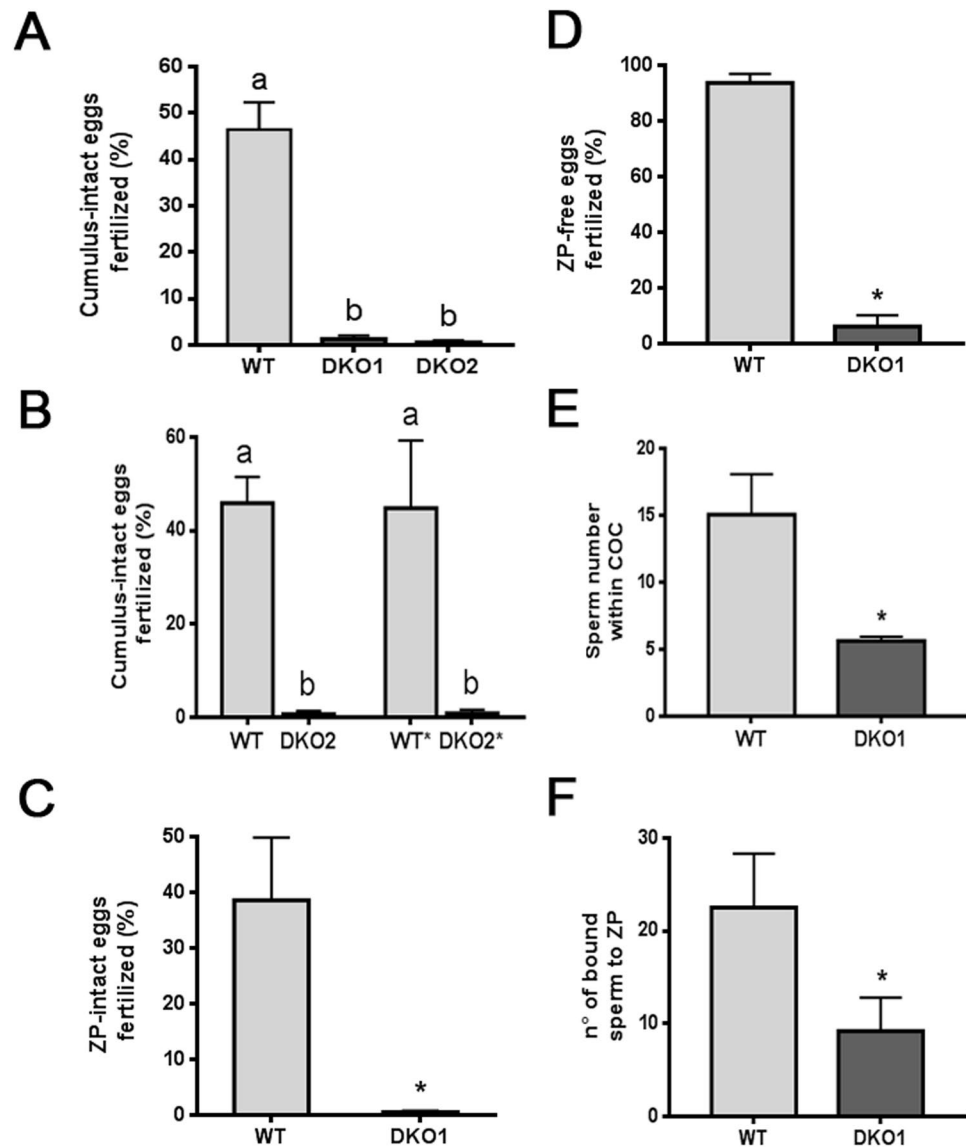 A
Cumulus-intact eggs
fertilized (%)
60
50
40
30
20
10
0
a
b
b
WT DKO1 DKO2
B
Cumulus-intact eggs
fertilized (%)
60
40
20
0
a
b
a
b
WT DKO2 WT* DKO2*
C
ZP-intact eggs
fertilized (%)
50
40
30
20
10
0
*
WT DKO1
D
ZP-free eggs
fertilized (%)
100
80
60
40
20
0
*
WT DKO1
E
Sperm number
within COC
20
15
10
5
0
*
WT DKO1
F
n° of bound
sperm to ZP
30
20
10
0
*
WT DKO1